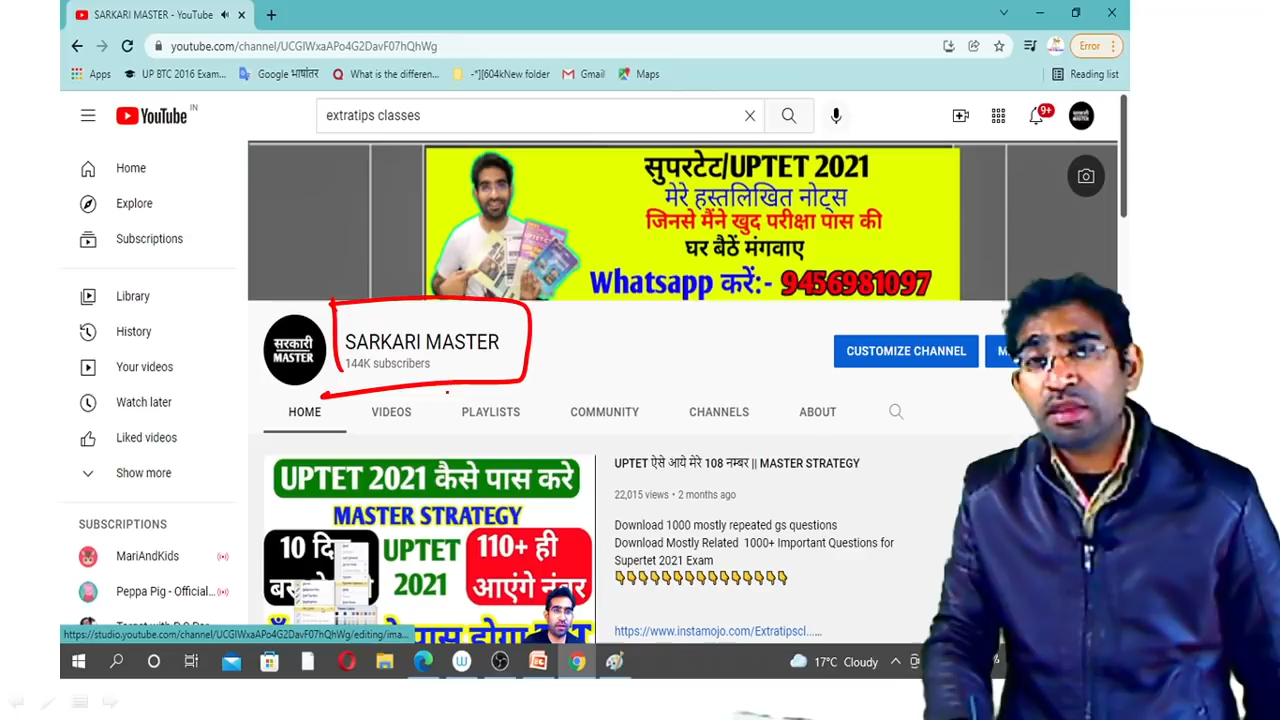 SARKARI MASTER - YouTube
youtube.com/channel/UCGIWxaAPo4G2DavF07hQhWg
Error
Apps
UP BTC 2016 Exam...
Google भाषांतर
What is the differen...
-*][604kNew folder
Gmail
Maps
Reading list
YouTube IN
extratips classes
9+
सरकारी
MASTER
Home
Explore
Subscriptions
Library
History
Your videos
Watch later
Liked videos
Show more
SUBSCRIPTIONS
MariAndKids
Peppa Pig - Official...
सुपरटेट/UPTET 2021
मेरे हस्तलिखित नोट्स
जिनसे मैंने खुद परीक्षा पास की
घर बैठें मंगवाए
Whatsapp करें:- 9456981097
सरकारी
MASTER
SARKARI MASTER
144K subscribers
CUSTOMIZE CHANNEL
HOME
VIDEOS
PLAYLISTS
COMMUNITY
CHANNELS
ABOUT
UPTET 2021 कैसे पास करे
MASTER STRATEGY
10
UPTET
2021
110+ ही
आएंगे नंबर
UPTET ऐसे आये मेरे 108 नम्बर || MASTER STRATEGY
22,015 views • 2 months ago
Download 1000 mostly repeated gs questions
Download Mostly Related 1000+ Important Questions for
Supertet 2021 Exam
https://www.instamojo.com/Extratipscl...…
https://studio.youtube.com/channel/UCGIWxaAPo4G2DavF07hQhWg/editing/ima...
17°C Cloudy